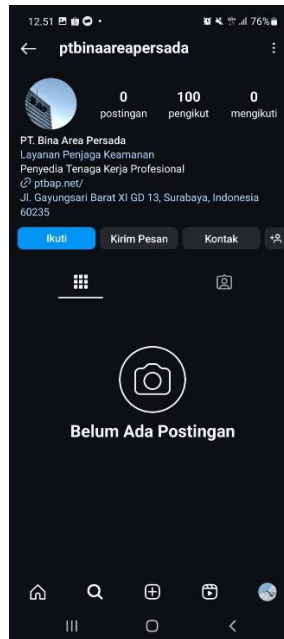 12.51
76%
ptbinaareapersada
0 100 0
postingan pengikut mengikuti
PT. Bina Area Persada
Layanan Penjaga Keamanan
Penyedia Tenaga Kerja Profesional
ptbap.net/
Jl. Gayungsari Barat XI GD 13, Surabaya, Indonesia
60235
Ikuti Kirim Pesan Kontak
Belum Ada Postingan